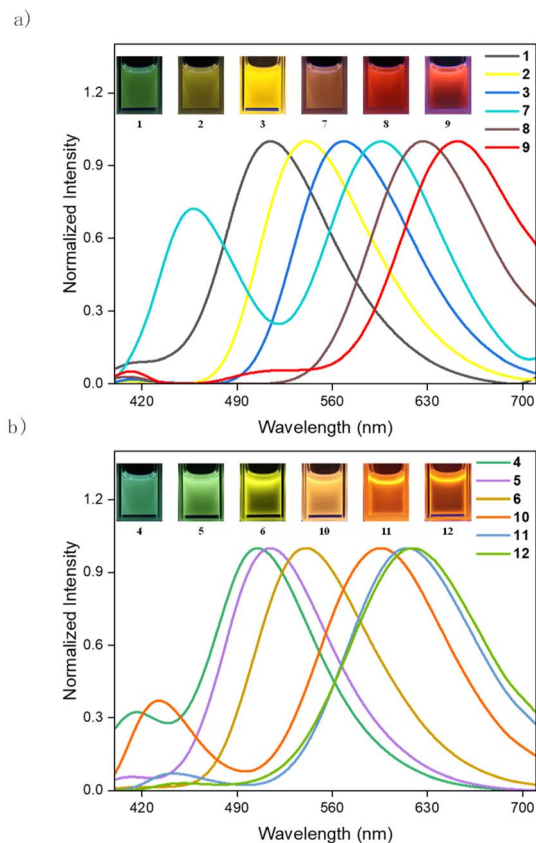 a)
1
2
3
7
8
9
1 2 3 7 8 9
1.2
0.9
0.6
0.3
0.0
Normalized Intensity
420 490 560 630 700
Wavelength (nm)
b)
4
5
6
10
11
12
4 5 6 10 11 12
1.2
0.9
0.6
0.3
0.0
Normalized Intensity
420 490 560 630 700
Wavelength (nm)